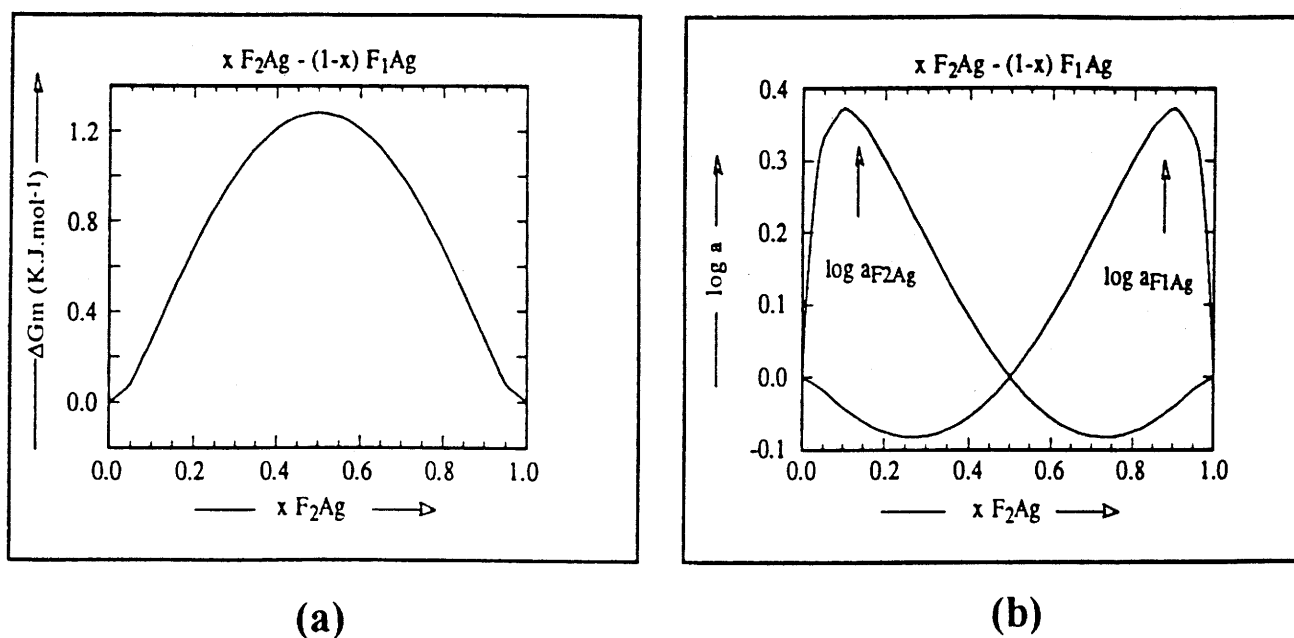 x F₂Ag - (1-x) F₁Ag
ΔGm (K.J.mol⁻¹)
1.2
0.8
0.4
0.0
0.0 0.2 0.4 0.6 0.8 1.0
x F₂Ag
(a)
x F₂Ag - (1-x) F₁Ag
log a
0.4
0.3
0.2
0.1
0.0
-0.1
log aF2Ag
log aF1Ag
0.0 0.2 0.4 0.6 0.8 1.0
x F₂Ag
(b)